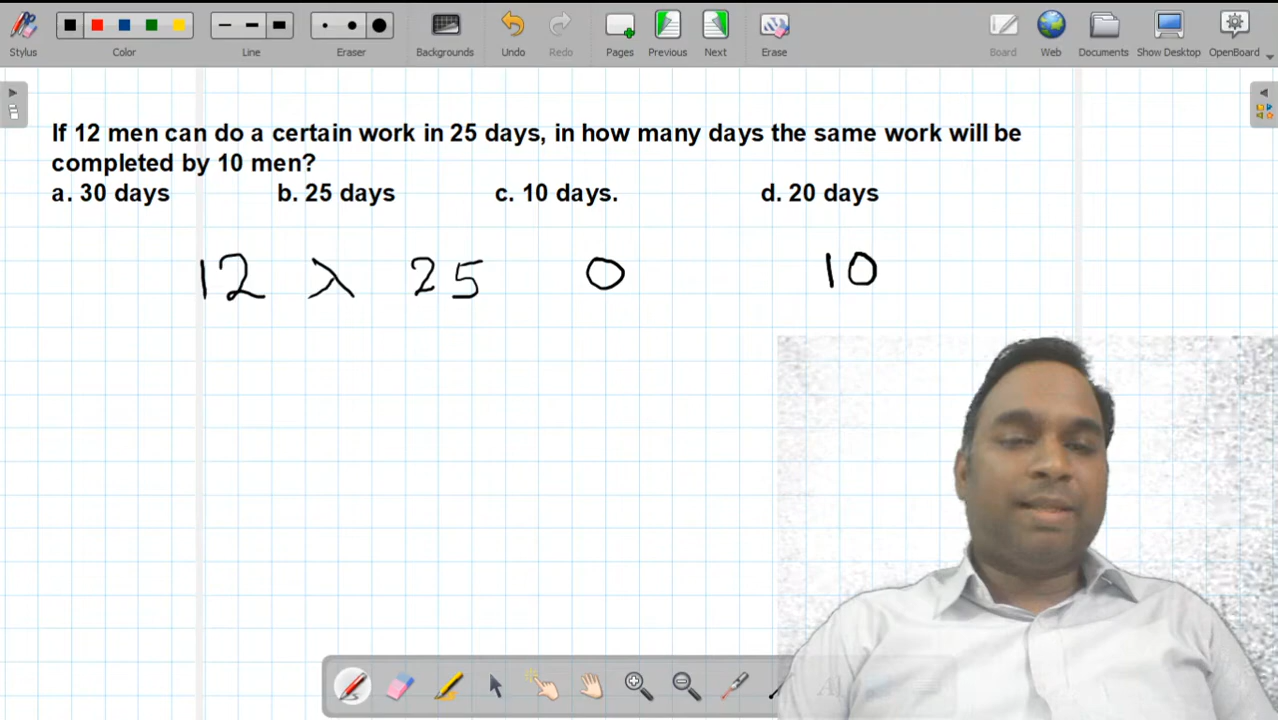 Stylus Color Line Eraser Backgrounds Undo Redo Pages Previous Next Erase Board Web Documents Show Desktop OpenBoard
If 12 men can do a certain work in 25 days, in how many days the same work will be
completed by 10 men?
a. 30 days b. 25 days c. 10 days. d. 20 days
12 x 25 0 10